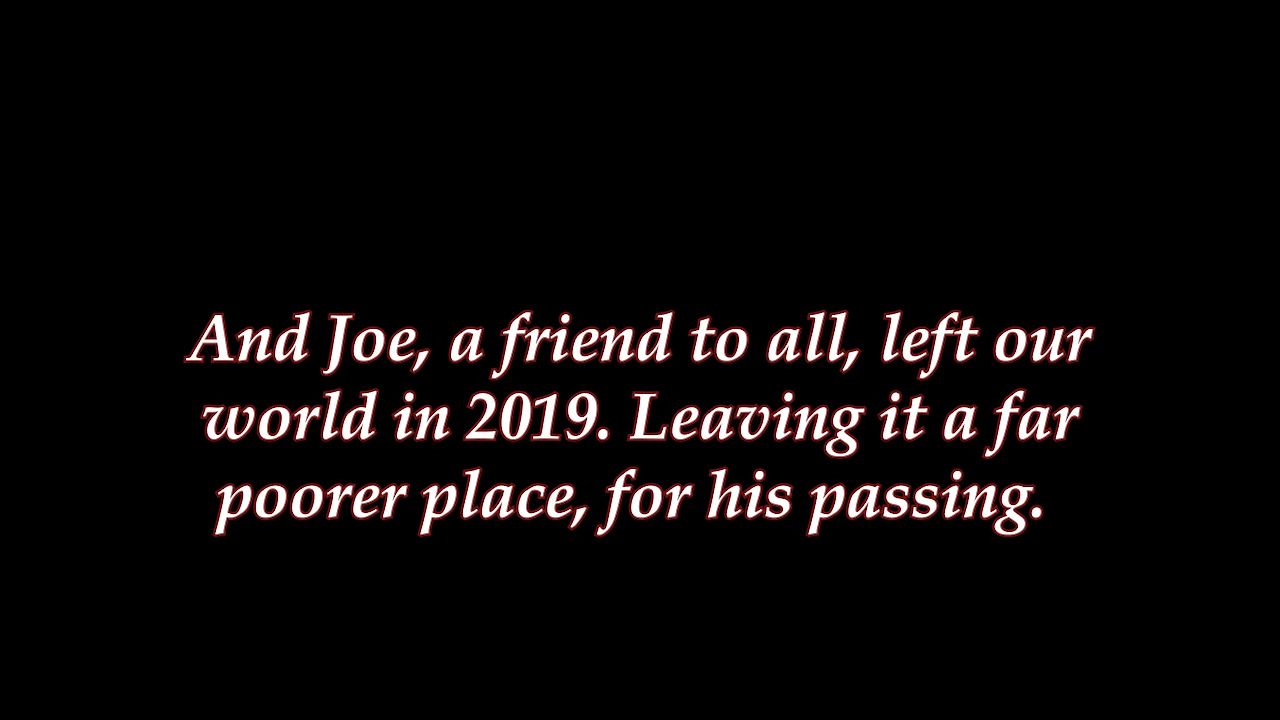 And Joe, a friend to all, left our
world in 2019. Leaving it a far
poorer place, for his passing.